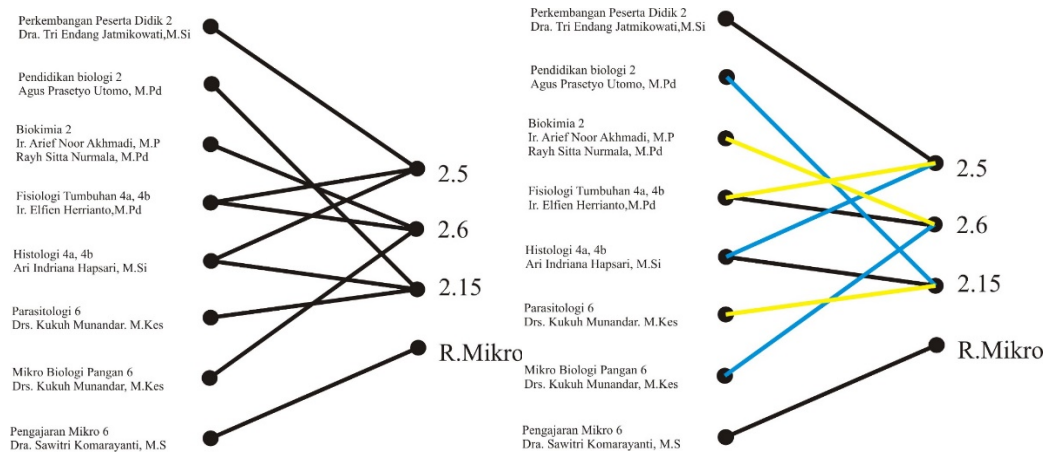 Perkembangan Peserta Didik 2
Dra. Tri Endang Jatmikowati,M.Si
Pendidikan biologi 2
Agus Prasetyo Utomo, M.Pd
Biokimia 2
Ir. Arief Noor Akhmadi, M.P
Rayh Sitta Nurmala, M.Pd
Fisiologi Tumbuhan 4a, 4b
Ir. Elfien Herrianto,M.Pd
Histologi 4a, 4b
Ari Indriana Hapsari, M.Si
Parasitologi 6
Drs. Kukuh Munandar. M.Kes
Mikro Biologi Pangan 6
Drs. Kukuh Munandar, M.Kes
Pengajaran Mikro 6
Dra. Sawitri Komarayanti, M.S
2.5
2.6
2.15
R.Mikro
Perkembangan Peserta Didik 2
Dra. Tri Endang Jatmikowati,M,Si
Pendidikan biologi 2
Agus Prasetyo Utomo, M.Pd
Biokimia 2
Ir. Arief Noor Akhmadi, M.P
Rayh Sitta Nurmala, M.Pd
Fisiologi Tumbuhan 4a, 4b
Ir. Elfien Herrianto,M.Pd
Histologi 4a, 4b
Ari Indriana Hapsari, M.Si
Parasitologi 6
Drs. Kukuh Munandar. M.Kes
Mikro Biologi Pangan 6
Drs. Kukuh Munandar, M.Kes
Pengajaran Mikro 6
Dra. Sawitri Komarayanti, M.S
2.5
2.6
2.15
R.Mikro